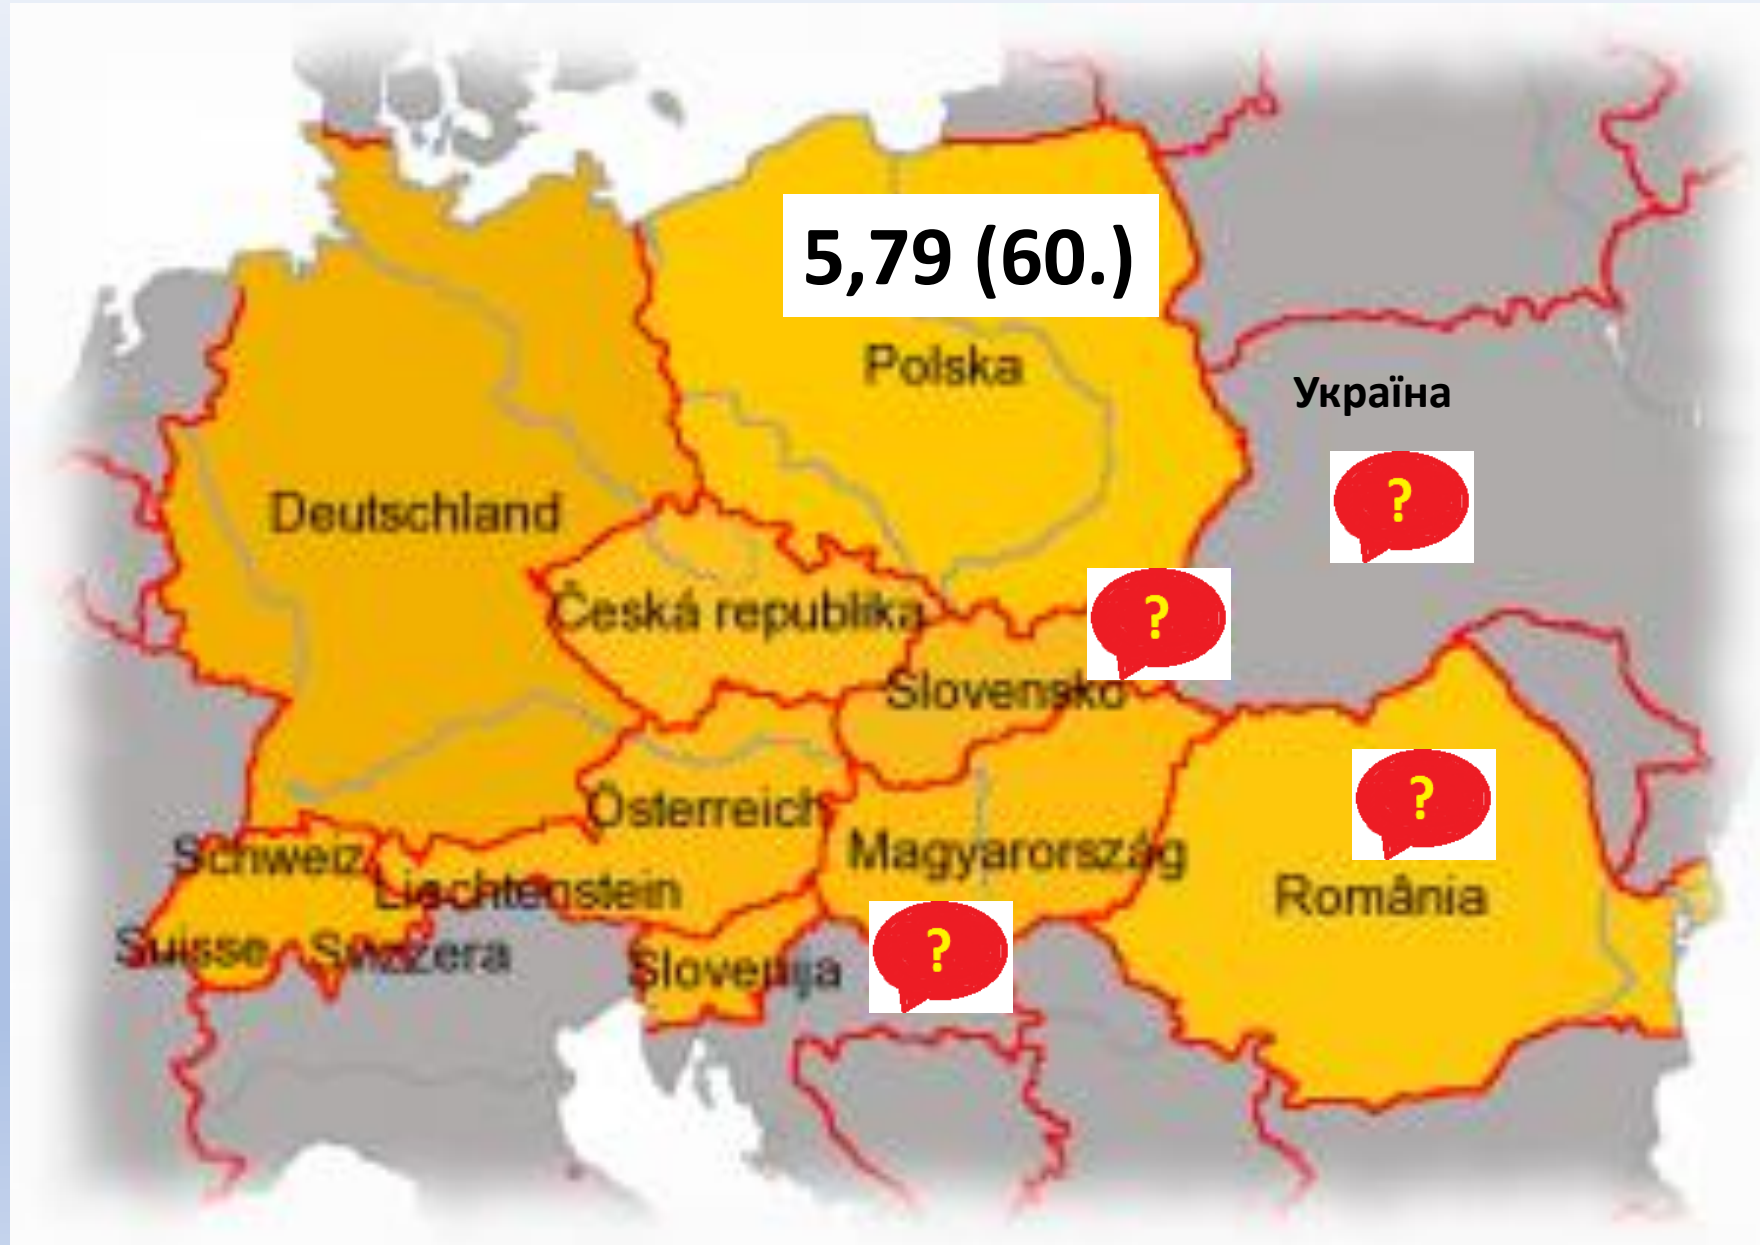 5,79 (60.)
Polska
Україна
?
Deutschland
?
Česká republika
Slovensko
?
Österreich
Magyarország
Schweiz
Liechtenstein
România
?
Suisse Svizzera
Slovenija